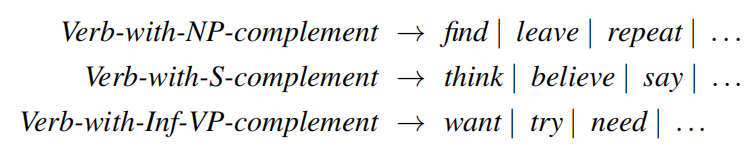 Verb-with-NP-complement → find | leave | repeat | ...
Verb-with-S-complement → think | believe | say | ...
Verb-with-Inf-VP-complement → want | try | need | ...